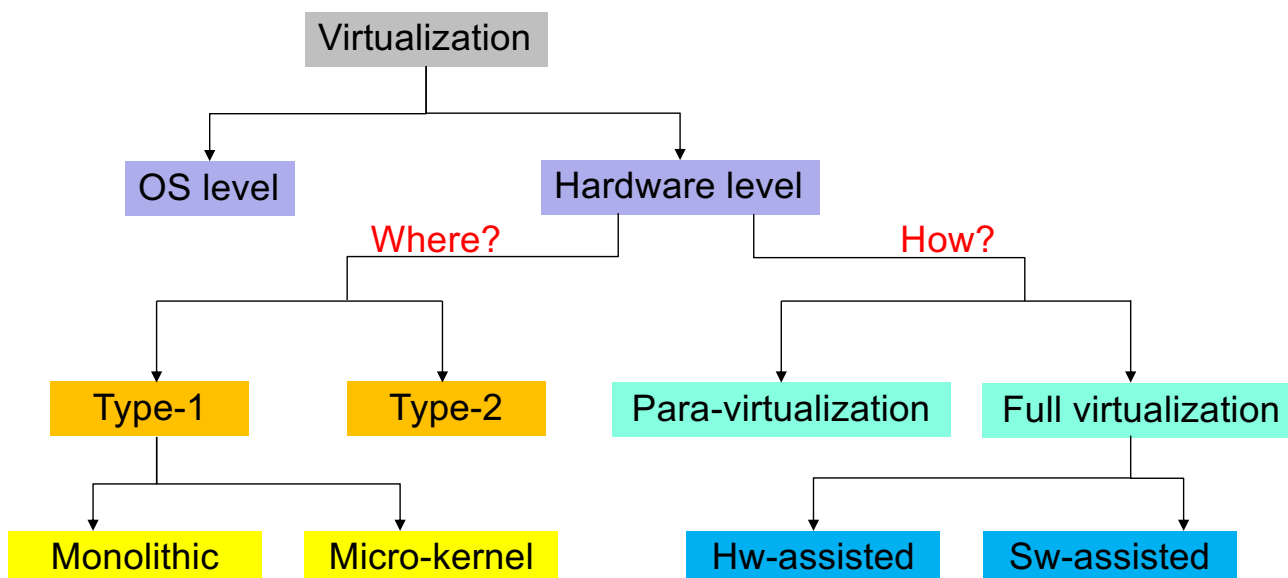 Virtualization
OS level
Hardware level
Where?
How?
Type-1
Type-2
Para-virtualization
Full virtualization
Monolithic
Micro-kernel
Hw-assisted
Sw-assisted